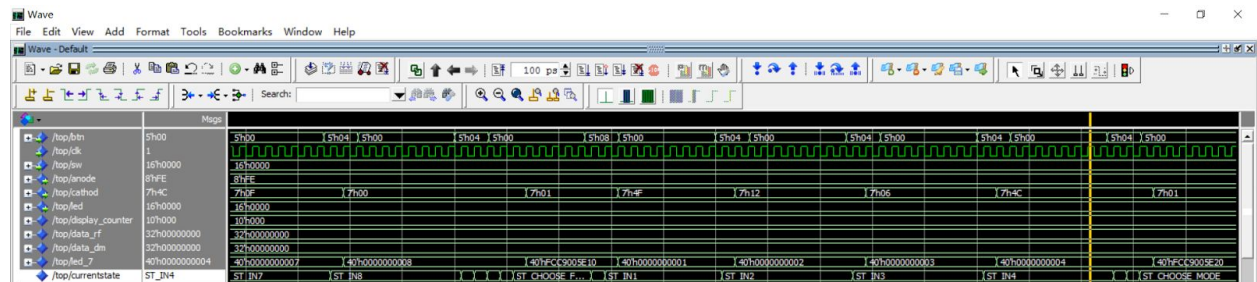 Wave
File Edit View Add Format Tools Bookmarks Window Help
Wave - Default
100 ps
Search:
Msgs
/top/btn 5'h00 5'h00 5'h04 5'h00 5'h04 5'h00 5'h08 5'h00 5'h04 5'h00 5'h04 5'h00 5'h04 5'h00 5'h04 5'h00
/top/clk 1
/top/sw 16'h0000 16'h0000
/top/anode 8'hFE 8'hFE
/top/cathod 7'h4C 7'h0F 7'h00 7'h01 7'h4F 7'h12 7'h06 7'h4C 7'h01
/top/led 16'h0000 16'h0000
/top/display_counter 10'h000 10'h000
/top/data_rf 32'h00000000 32'h00000000
/top/data_dm 32'h00000000 32'h00000000
/top/led_7 40'h0000000004 40'h0000000007 40'h0000000008 40'hFCC9005E10 40'h0000000001 40'h0000000002 40'h0000000003 40'h0000000004 40'hFCC9005E20
/top/currentstate ST_IN4 ST_IN7 ST_IN8 ST_CHOOSE_F... ST_IN1 ST_IN2 ST_IN3 ST_IN4 ST_CHOOSE_MODE